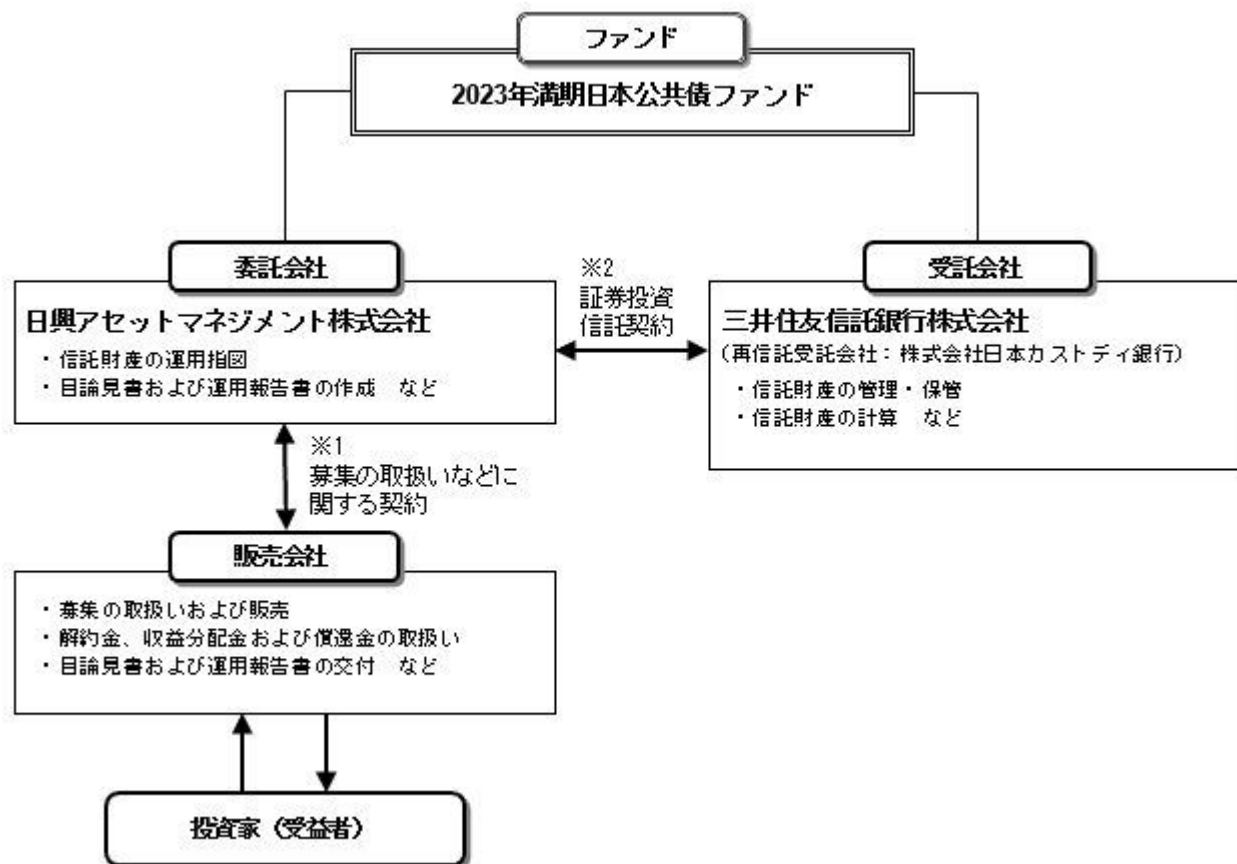 ファンド
2023年満期日本公共債ファンド
委託会社
日興アセットマネジメント株式会社
・信託財産の運用指図
・目論見書および運用報告書の作成　など
※2
証券投資
信託契約
受託会社
三井住友信託銀行株式会社
(再信託受託会社：株式会社日本カストディ銀行)
・信託財産の管理・保管
・信託財産の計算　など
※1
募集の取扱いなどに
関する契約
販売会社
・募集の取扱いおよび販売
・解約金、収益分配金および償還金の取扱い
・目論見書および運用報告書の交付　など
投資家（受益者）